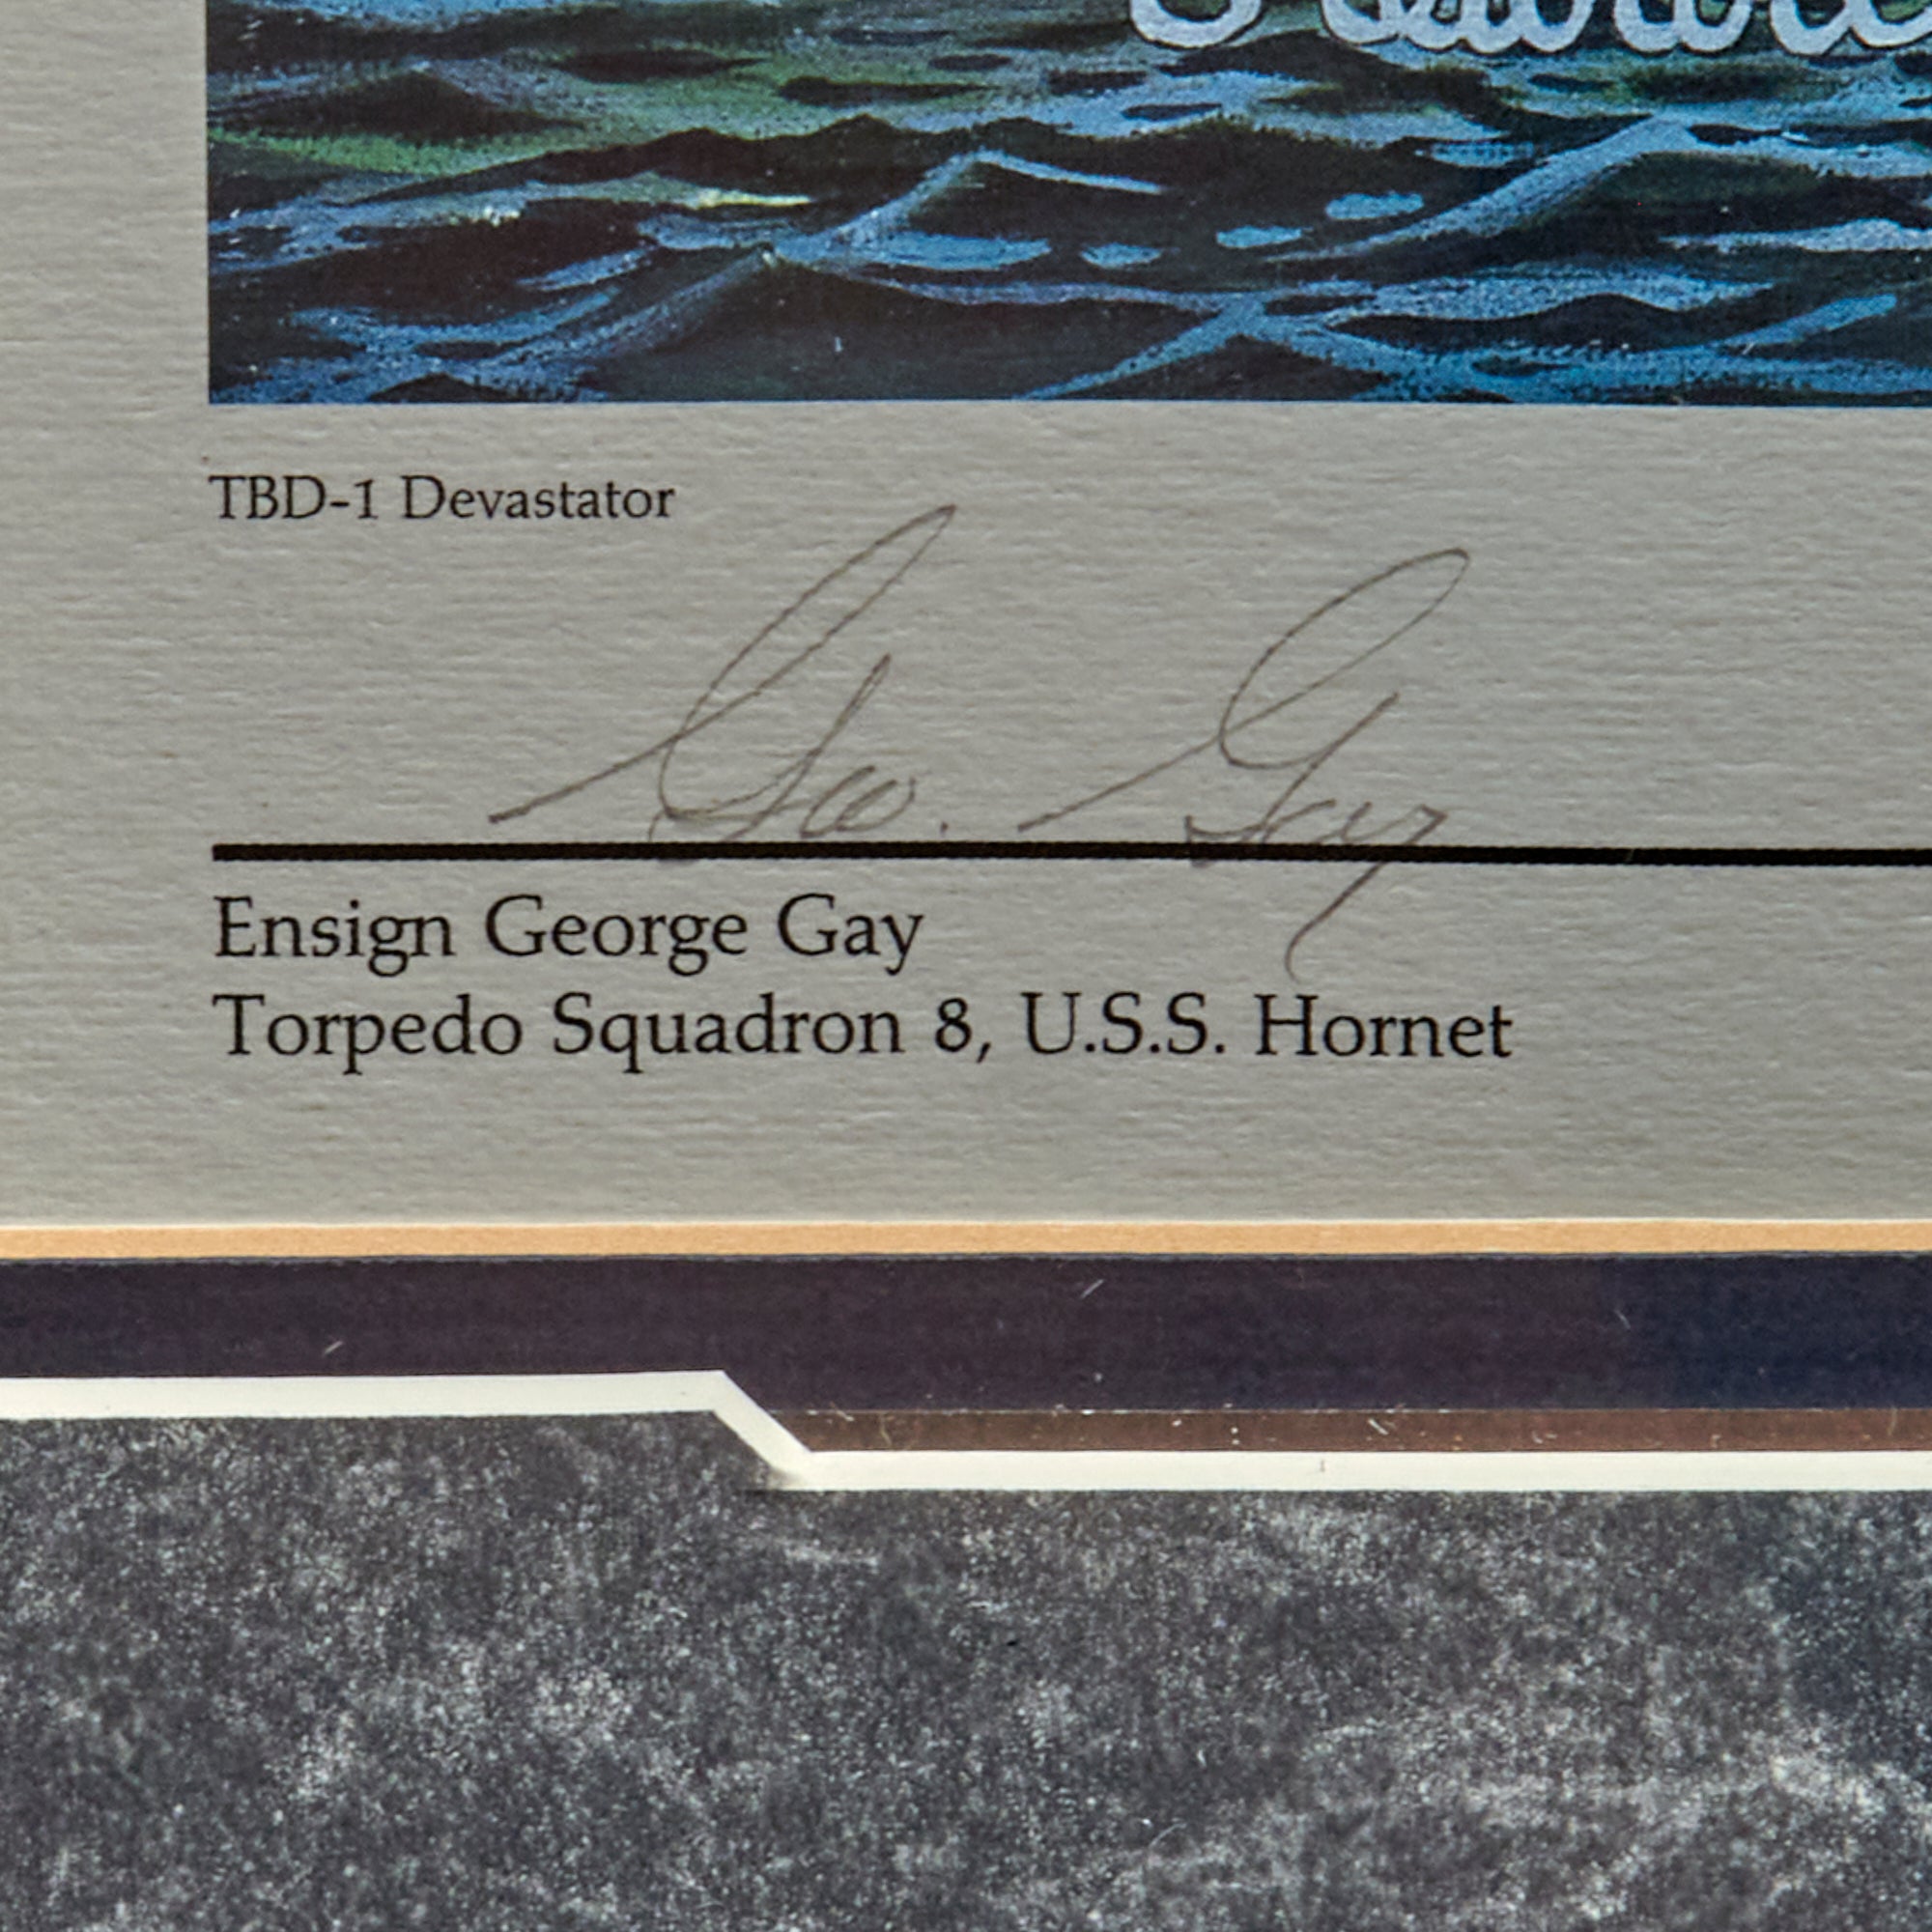 TBD-1 Devastator
Geo. Gay
Ensign George Gay
Torpedo Squadron 8, U.S.S. Hornet